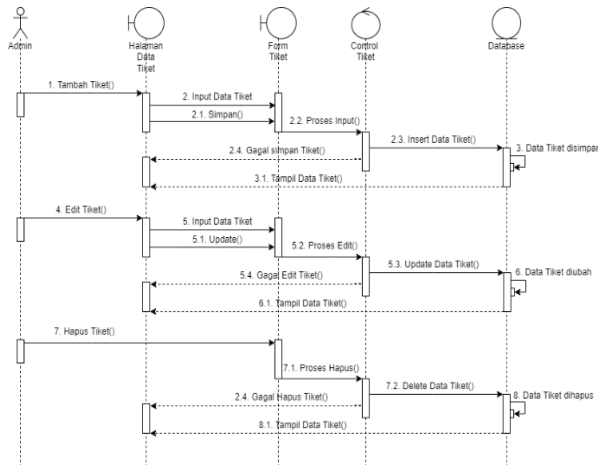 Admin
Halaman
Data
Tiket
Form
Tiket
Control
Tiket
Database
1. Tambah Tiket()
2. Input Data Tiket
2.1. Simpan()
2.2. Proses Input()
2.3. Insert Data Tiket()
2.4. Gagal simpan Tiket()
3. Data Tiket disimpan
3.1. Tampil Data Tiket()
4. Edit Tiket()
5. Input Data Tiket
5.1. Update()
5.2. Proses Edit()
5.3. Update Data Tiket()
5.4. Gagal Edit Tiket()
6. Data Tiket diubah
6.1. Tampil Data Tiket()
7. Hapus Tiket()
7.1. Proses Hapus()
7.2. Delete Data Tiket()
2.4. Gagal Hapus Tiket()
8. Data Tiket dihapus
8.1. Tampil Data Tiket()